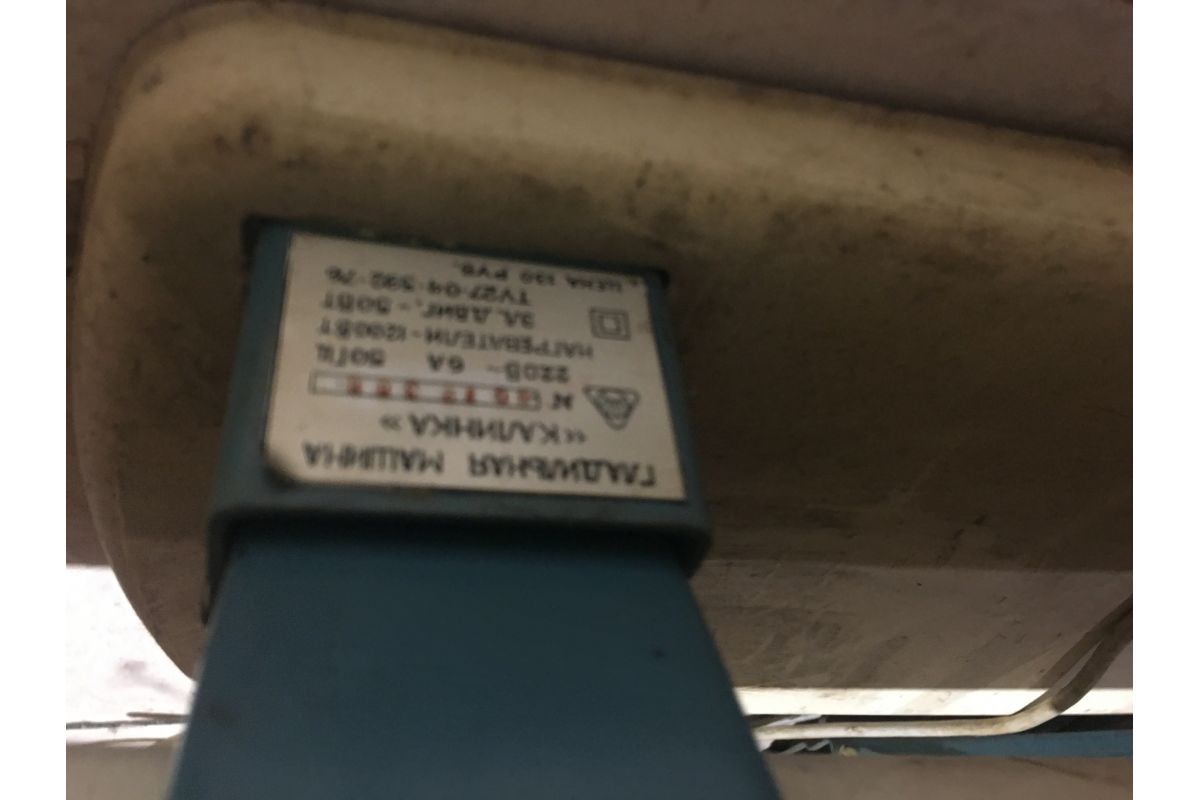 ГЛАДИЛЬНАЯ МАШИНА
«КАЛИНКА»
№
220В~ 6А 50Гц
НАГРЕВАТЕЛИ-1200ВТ
ЭЛ. ДВИГ.-50ВТ
ТУ27-04-392-76
ЦЕНА 130 РУБ.